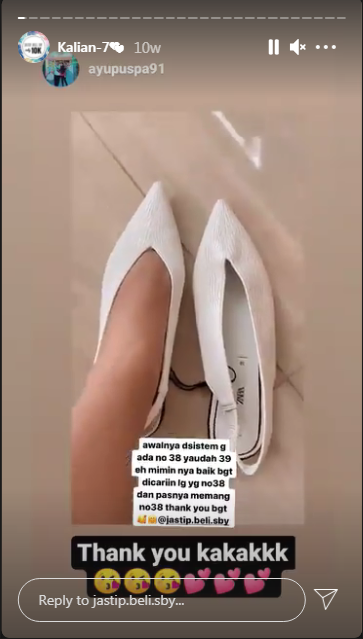 Kalian-7 10w
ayupuspa91
awalnya dsistem g
ada no 38 yaudah 39
eh mimin nya baik bgt
dicariin lg yg no38
dan pasnya memang
no38 thank you bgt
@jastip.beli.sby
Thank you kakakkk
Reply to jastip.beli.sby...